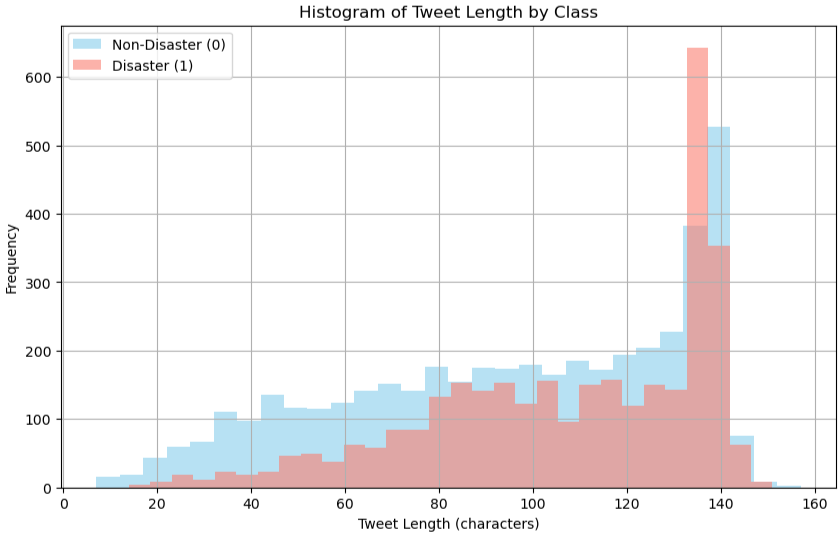 Histogram of Tweet Length by Class
Non-Disaster (0)
Disaster (1)
600
500
400
300
200
100
0
Frequency
0 20 40 60 80 100 120 140 160
Tweet Length (characters)